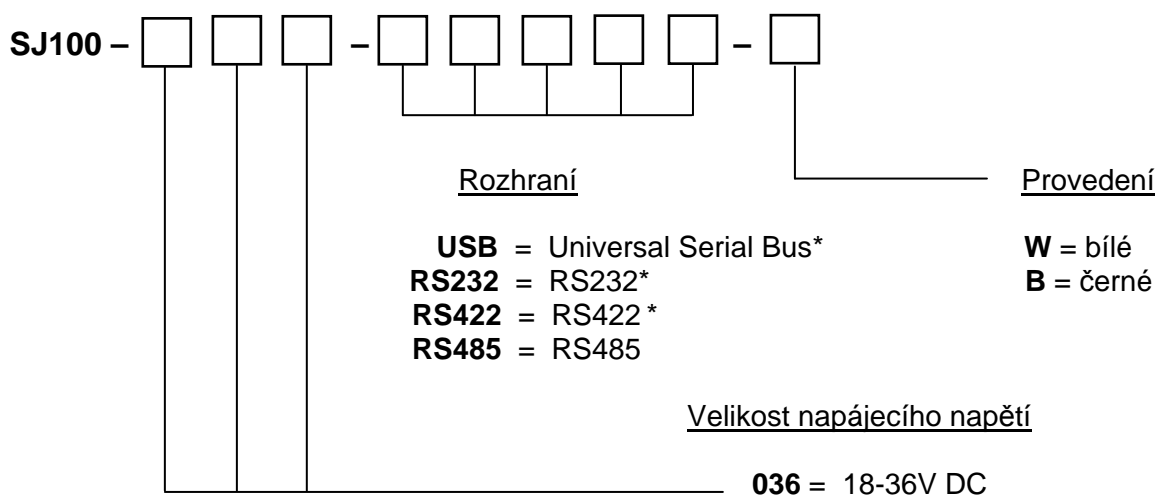 SJ100 – – –
Rozhraní
Provedení
USB = Universal Serial Bus*
W = bílé
RS232 = RS232*
B = černé
RS422 = RS422 *
RS485 = RS485
Velikost napájecího napětí
036 = 18-36V DC